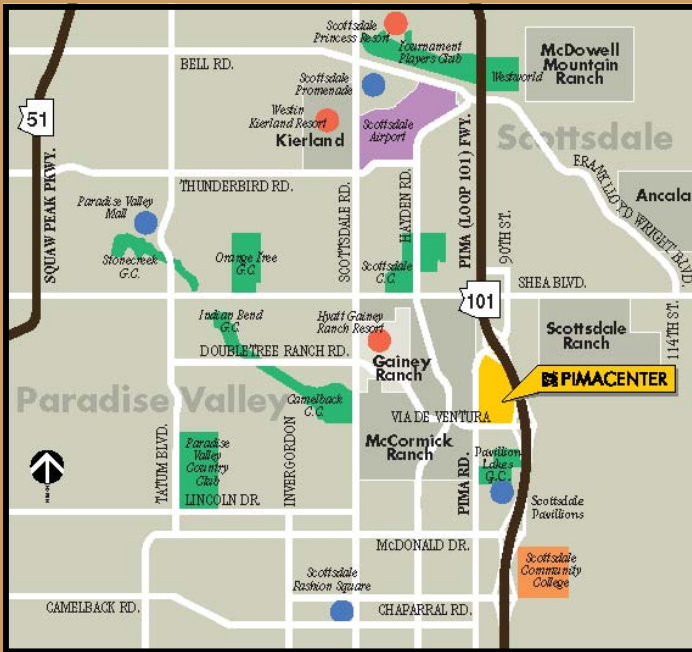 Scottsdale
Princess Resort
Tournament
Players Club
BELL RD.
McDowell
Mountain
Ranch
Westworld
Scottsdale
Promenade
51
Westin
Kierland Resort
Kierland
Scottsdale
Airport
Scottsdale
FRANK LLOYD WRIGHT BLVD.
SQUAW PEAK PKWY.
THUNDERBIRD RD.
SCOTTSDALE RD.
HAYDEN RD.
PIMA (LOOP 101) FWY.
90TH ST.
Ancala
Paradise Valley
Mall
Stonecreek
G.C.
Orange Tree
G.C.
Scottsdale
C.C.
101
SHEA BLVD.
114TH ST.
Indian Bend
G.C.
Hyatt Gainey
Ranch Resort
Scottsdale
Ranch
DOUBLETREE RANCH RD.
Gainey
Ranch
PIMACENTER
Paradise Valley
Camelback
G.C.
VIA DE VENTURA
McCormick
Ranch
TATUM BLVD.
Paradise
Valley
Country
Club
INVERGORDON
PIMA RD.
Pavilion
Lakes
G.C.
LINCOLN DR.
Scottsdale
Pavillions
McDONALD DR.
Scottsdale
Community
College
Scottsdale
Fashion Square
CAMELBACK RD.
CHAPARRAL RD.